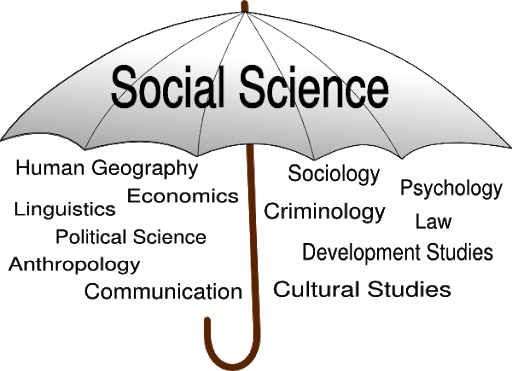 Social Science
Human Geography
Economics
Linguistics
Political Science
Anthropology
Communication
Sociology
Psychology
Criminology
Law
Development Studies
Cultural Studies